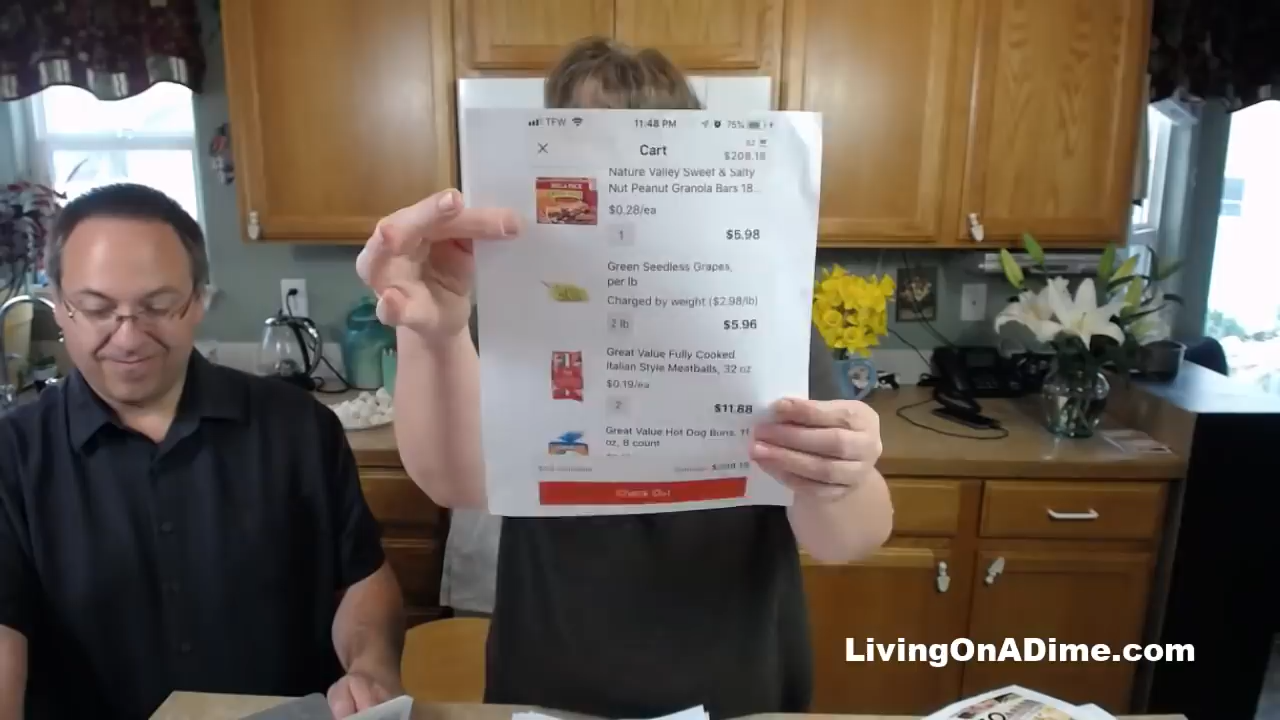 TFW 11:48 PM 75%
Cart
$208.18
Nature Valley Sweet & Salty
Nut Peanut Granola Bars 18...
$0.28/ea
1 $5.98
Green Seedless Grapes,
per lb
Charged by weight ($2.98/lb)
2 lb $5.96
Great Value Fully Cooked
Italian Style Meatballs, 32 oz
$0.19/ea
2 $11.88
Great Value Hot Dog Buns, 11
oz, 8 count
Check Out
LivingOnADime.com